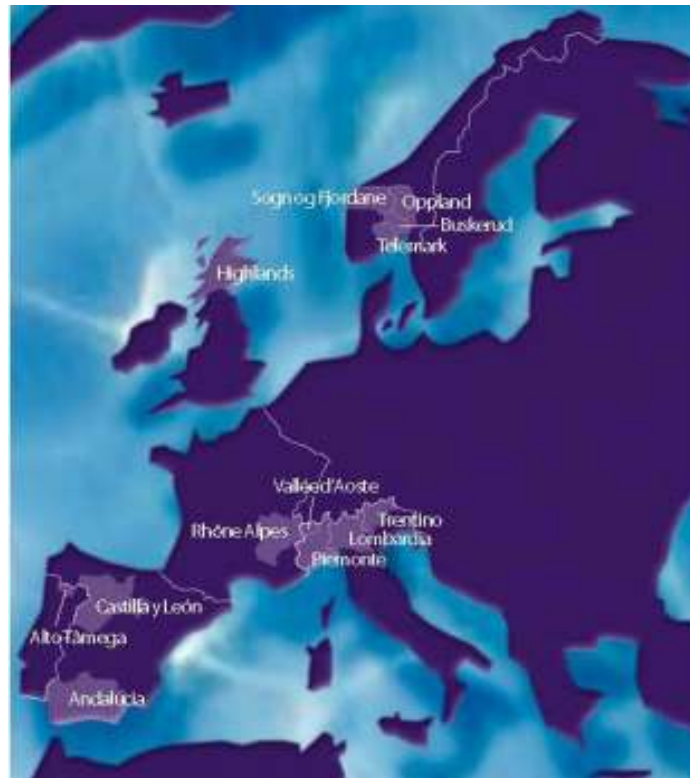 Sogn og Fjordane
Oppland
Buskerud
Telemark
Highlands
Vallée d'Aoste
Rhône Alpes
Trentino
Lombardia
Piemonte
Castilla y León
Alto Tâmega
Andalucia